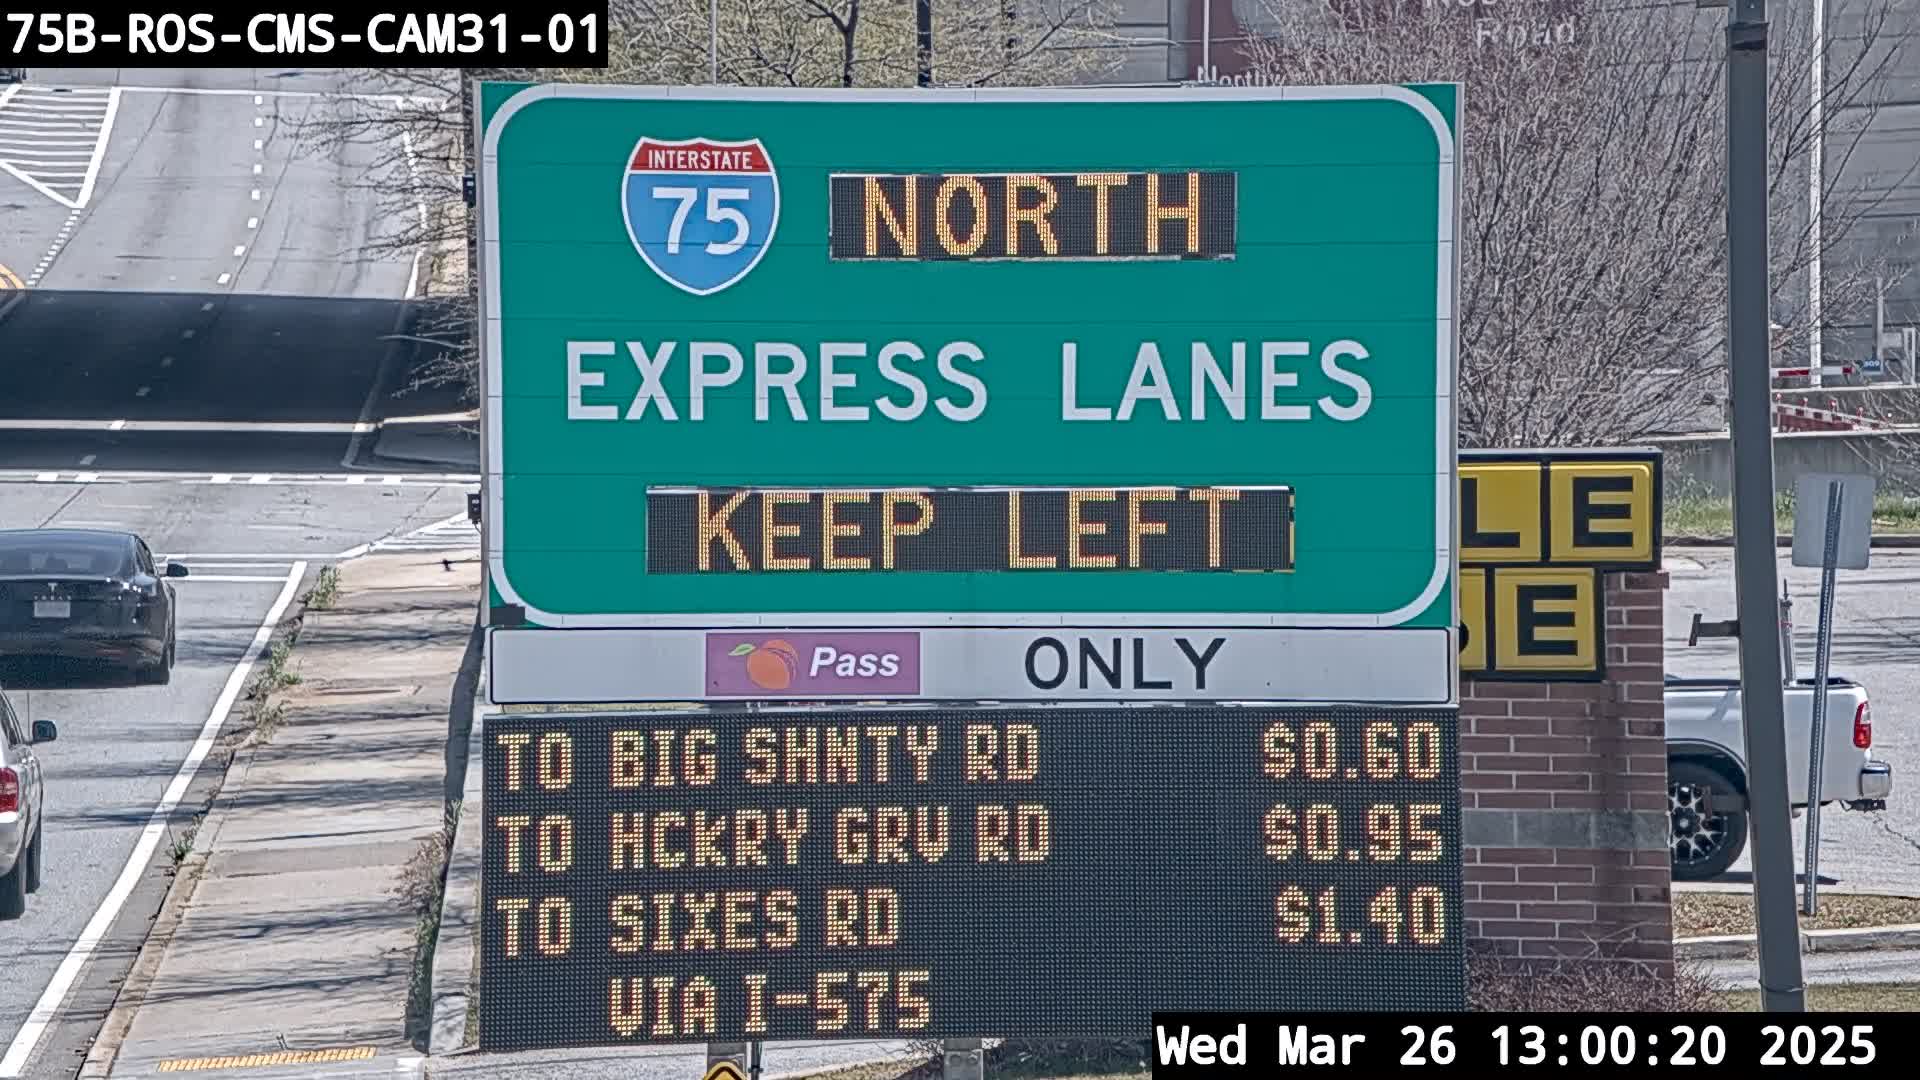 75B-ROS-CMS-CAM31-01
Road
INTERSTATE
75
NORTH
EXPRESS LANES
KEEP LEFT
LE
E
Pass ONLY
TO BIG SHNTY RD $0.60
TO HCKRY GRV RD $0.95
TO SIXES RD $1.40
VIA I-575
Wed Mar 26 13:00:20 2025